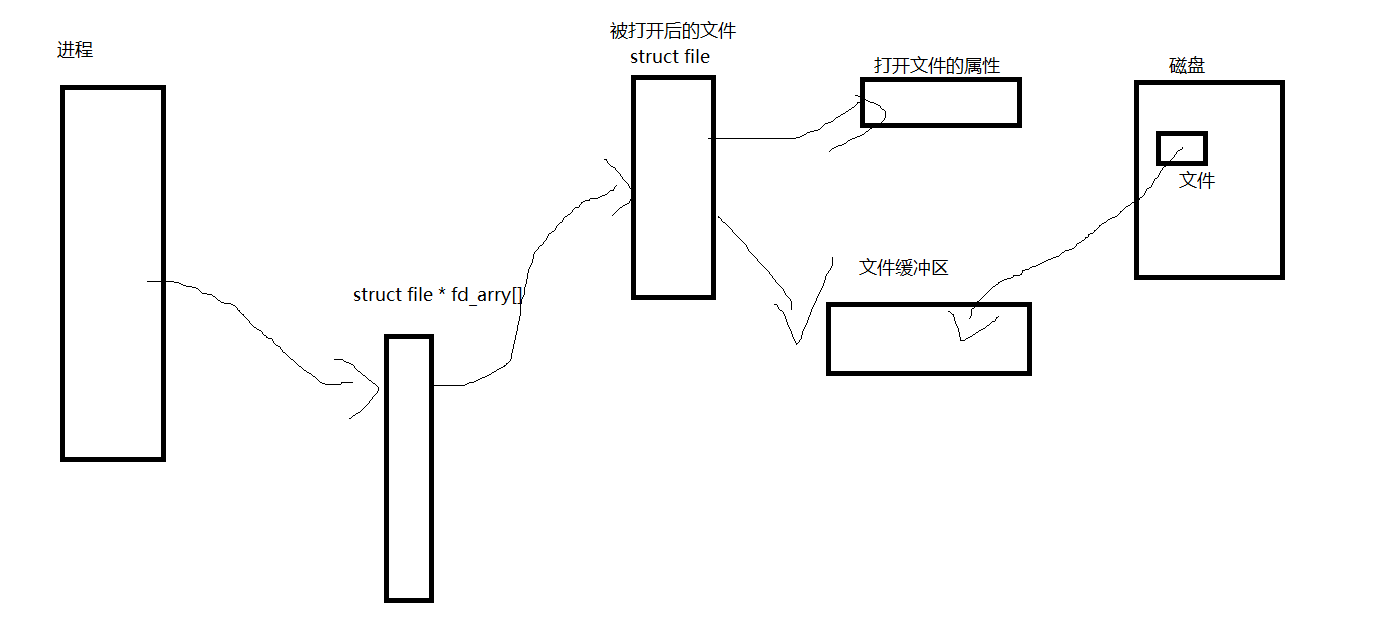 进程
被打开后的文件
struct file
打开文件的属性
磁盘
文件
文件缓冲区
struct file * fd_arry[]